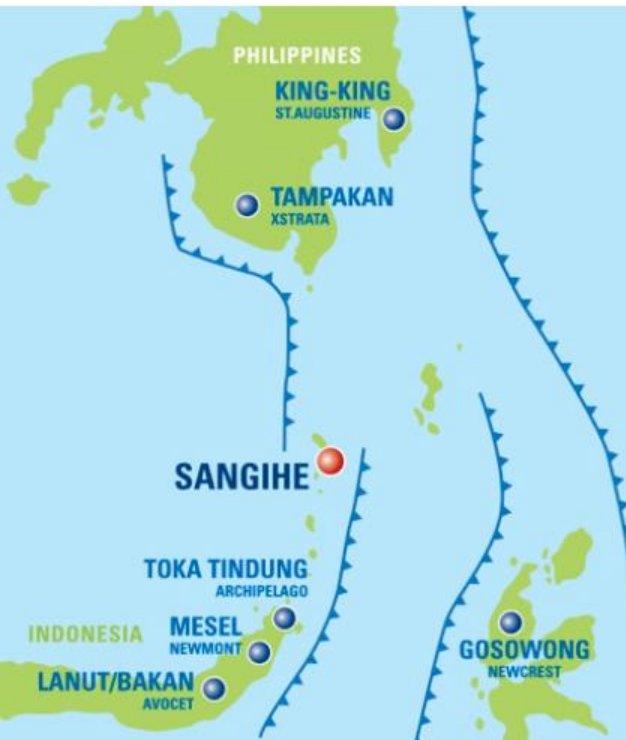 PHILIPPINES
KING-KING
ST.AUGUSTINE
TAMPAKAN
XSTRATA
SANGIHE
TOKA TINDUNG
ARCHIPELAGO
INDONESIA
MESEL
NEWMONT
GOSOWONG
NEWCREST
LANUT/BAKAN
AVOCET